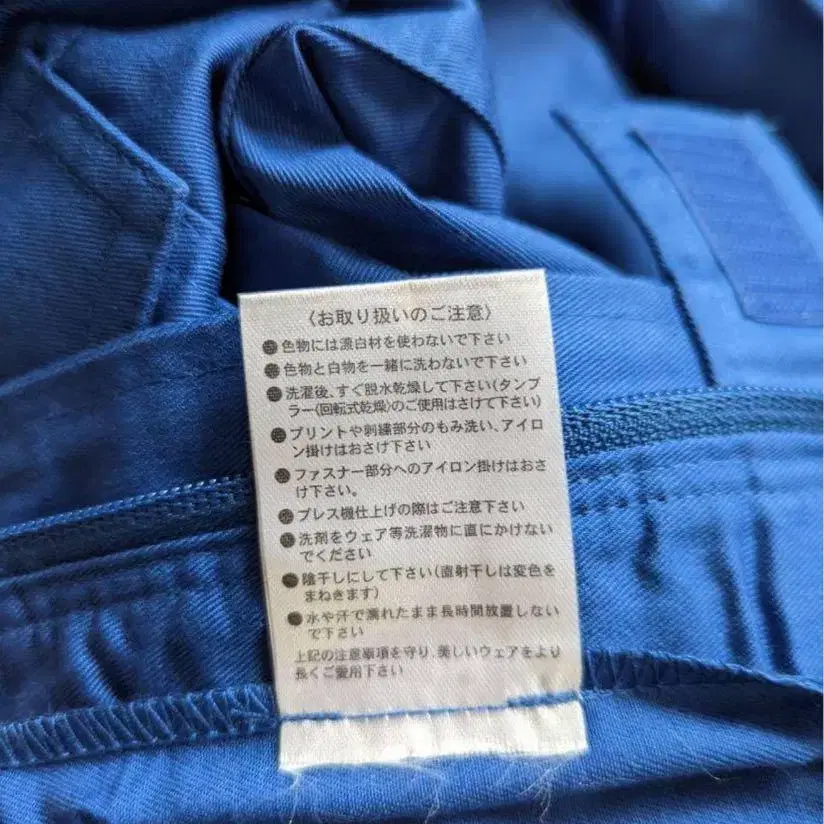 〈お取り扱いのご注意〉
●色物には漂白材を使わないで下さい
●色物と白物を一緒に洗わないで下さい
●洗濯後、すぐ脱水乾燥して下さい(タンブ
ラー〈回転式乾燥〉のご使用はさけて下さい)
●プリントや刺繍部分のもみ洗い、アイロ
ン掛けはおさけ下さい
●ファスナー部分へのアイロン掛けはおさ
け下さい。
●プレス機仕上げの際はご注意下さい
●洗剤をウェア等洗濯物に直にかけない
でください
●陰干しにして下さい(直射干しは変色を
まねきます)
●水や汗で濡れたまま長時間放置しない
で下さい
上記の注意事項を守り、美しいウェアをより
長くご愛用下さい